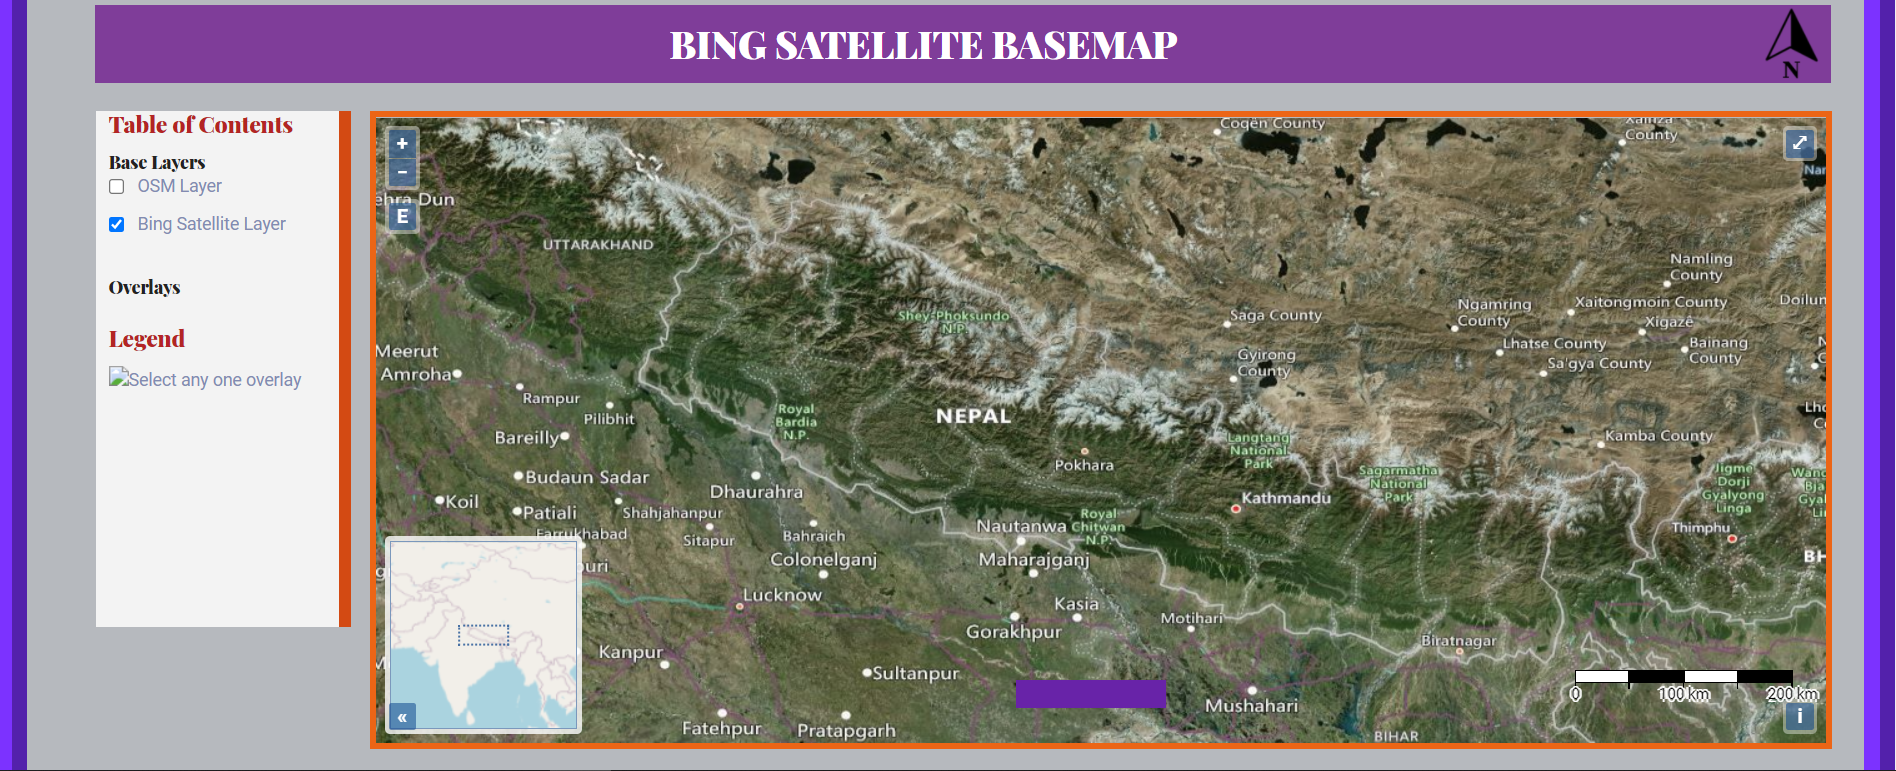 BING SATELLITE BASEMAP
N
Table of Contents
Base Layers
OSM Layer
Bing Satellite Layer
Overlays
Legend
Select any one overlay
+
−
E
ehra Dun
UTTARAKHAND
Coqên County
Xainza
County
Nar
Namling
County
Shey-Phoksundo
N.P.
Saga County
Ngamring
County
Xaitongmoin County
Doilun
Xigazê
Lhatse County
Bainang
County
Sa'gya County
Gyirong
County
Meerut
Amroha
Rampur
Pilibhit
Royal
Bardia
N.P.
NEPAL
Lho
Bareilly
Langtang
National
Park
Kamba County
Pokhara
Budaun Sadar
Dhaurahra
Sagarmatha
National
Park
Jigme
Dorji
Gyalyong
Linga
Wang
Bja
Gyal
Lin
Koil
Patiali
Shahjahanpur
Kathmandu
Farrukhabad
Sitapur
Bahraich
Nautanwa
Royal
Chitwan
N.P.
Thimphu
puri
Colonelganj
Maharajganj
BH
Lucknow
Kasia
Motihari
Gorakhpur
Biratnagar
Kanpur
Sultanpur
Mushahari
0 100 km 200 km
Fatehpur
Pratapgarh
BIHAR
«
i